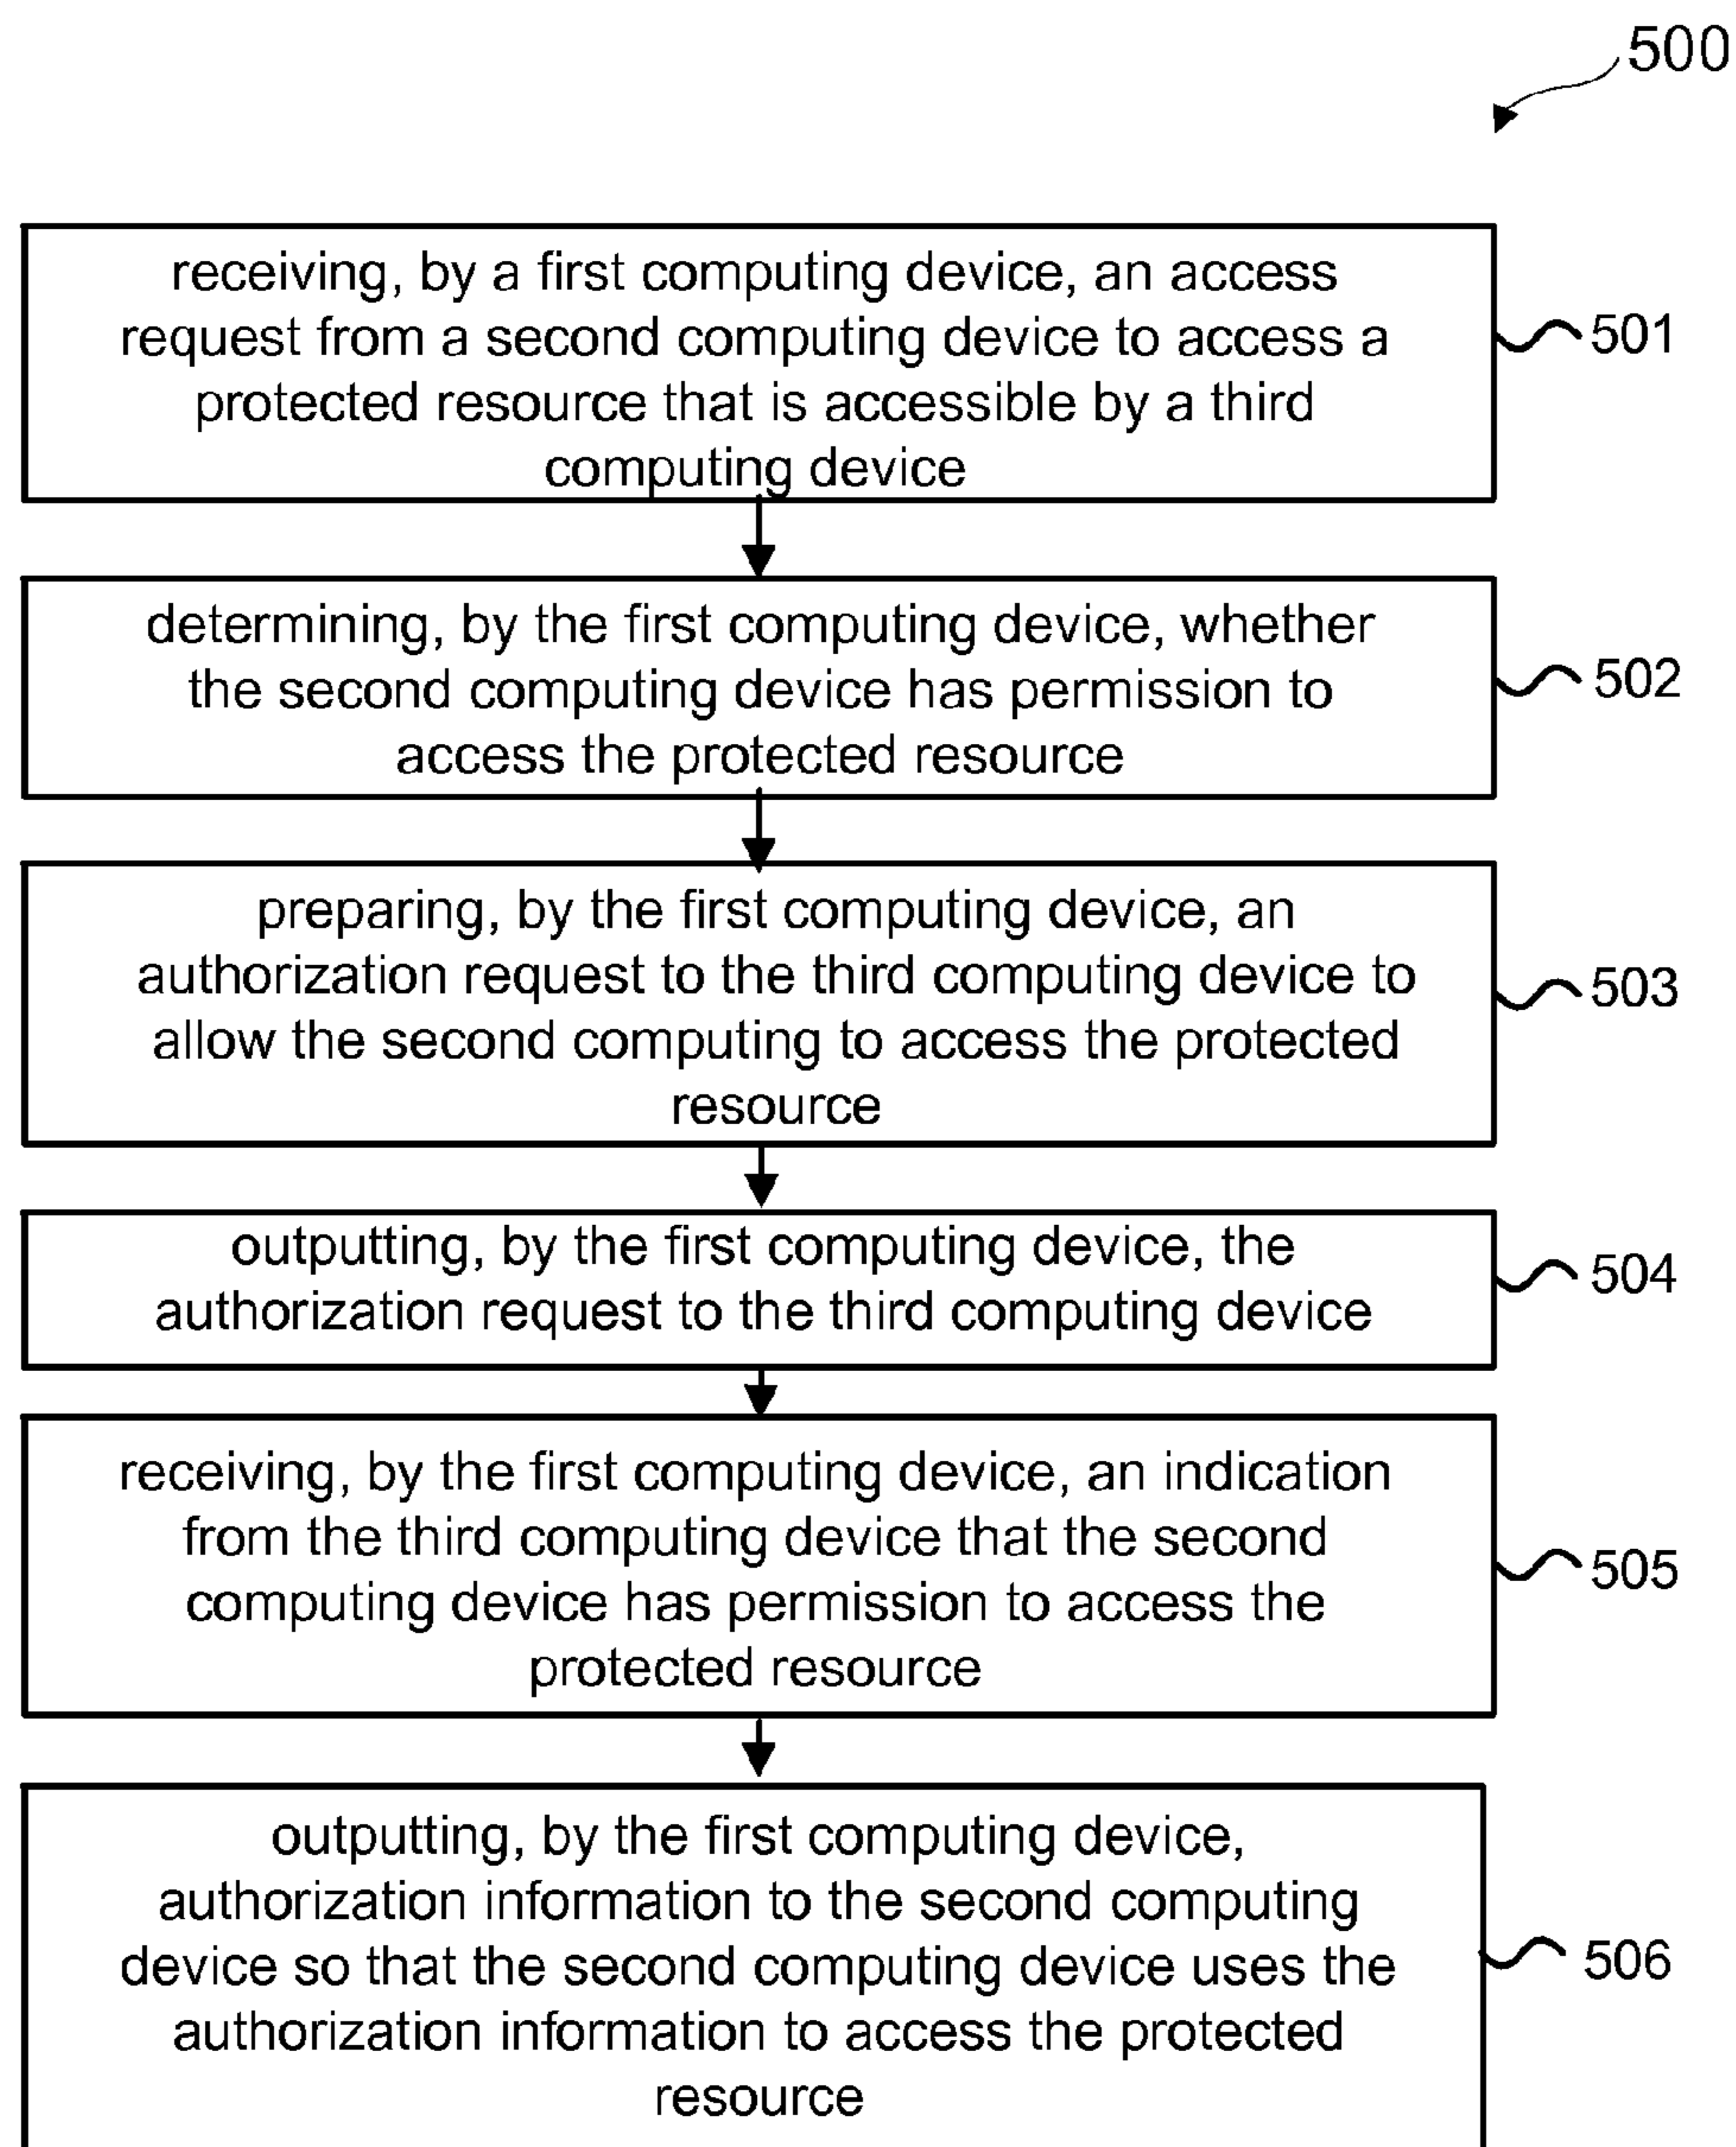 500
receiving, by a first computing device, an access
request from a second computing device to access a
protected resource that is accessible by a third
computing device
501
determining, by the first computing device, whether
the second computing device has permission to
access the protected resource
502
preparing, by the first computing device, an
authorization request to the third computing device to
allow the second computing to access the protected
resource
503
outputting, by the first computing device, the
authorization request to the third computing device
504
receiving, by the first computing device, an indication
from the third computing device that the second
computing device has permission to access the
protected resource
505
outputting, by the first computing device,
authorization information to the second computing
device so that the second computing device uses the
authorization information to access the protected
resource
506